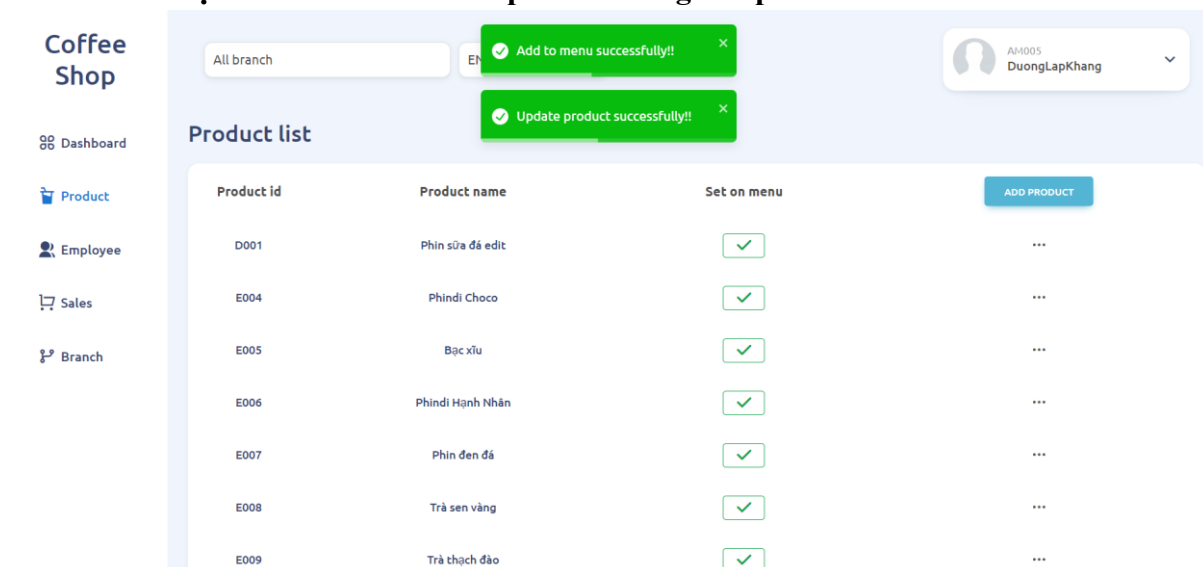 Coffee
Shop
All branch
Add to menu successfully!!
AM005
DuongLapKhang
Update product successfully!!
Product list
Dashboard
Product
Employee
Sales
Branch
Product id Product name Set on menu ADD PRODUCT
D001 Phin sữa đá edit ...
E004 Phindi Choco ...
E005 Bạc xỉu ...
E006 Phindi Hạnh Nhân ...
E007 Phin đen đá ...
E008 Trà sen vàng ...
E009 Trà thạch đào ...